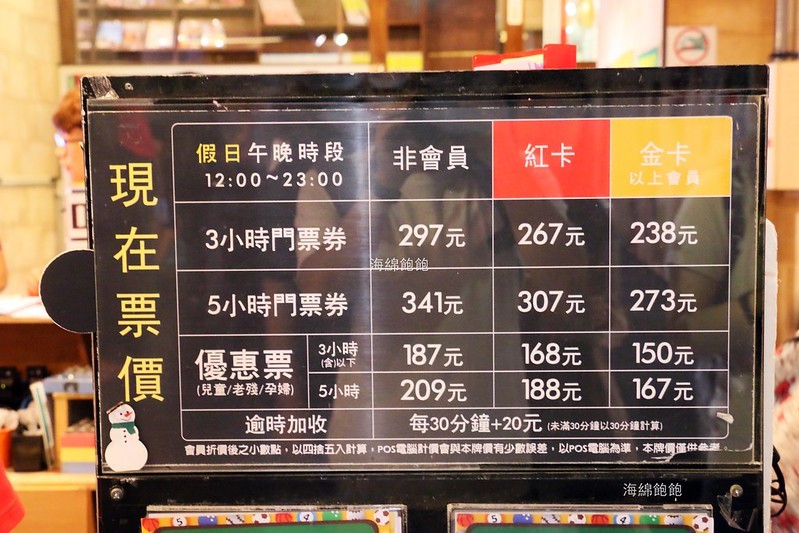 現在票價
假日午晚時段
12:00~23:00
非會員
紅卡
金卡
以上會員
3小時門票券 297元 267元 238元
海綿飽飽
5小時門票券 341元 307元 273元
優惠票
(兒童/老殘/孕婦)
3小時
(含)以下
187元 168元 150元
5小時 209元 188元 167元
逾時加收 每30分鐘+20元 (未滿30分鐘以30分鐘計算)
會員折價後之小數點，以四捨五入計算，POS電腦計價會與本牌價有少數誤差，以POS電腦為準，本牌價僅供參考。
海綿飽飽